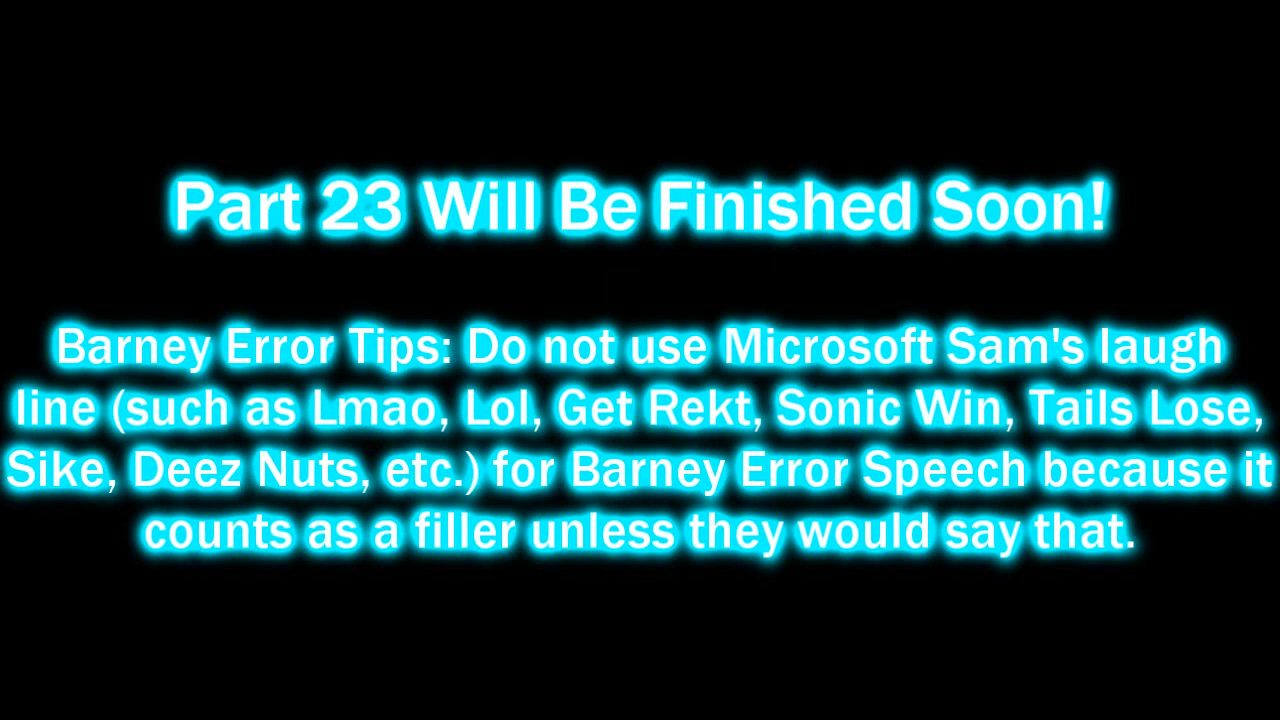 Part 23 Will Be Finished Soon!
Barney Error Tips: Do not use Microsoft Sam's laugh
line (such as Lmao, Lol, Get Rekt, Sonic Win, Tails Lose,
Sike, Deez Nuts, etc.) for Barney Error Speech because it
counts as a filler unless they would say that.